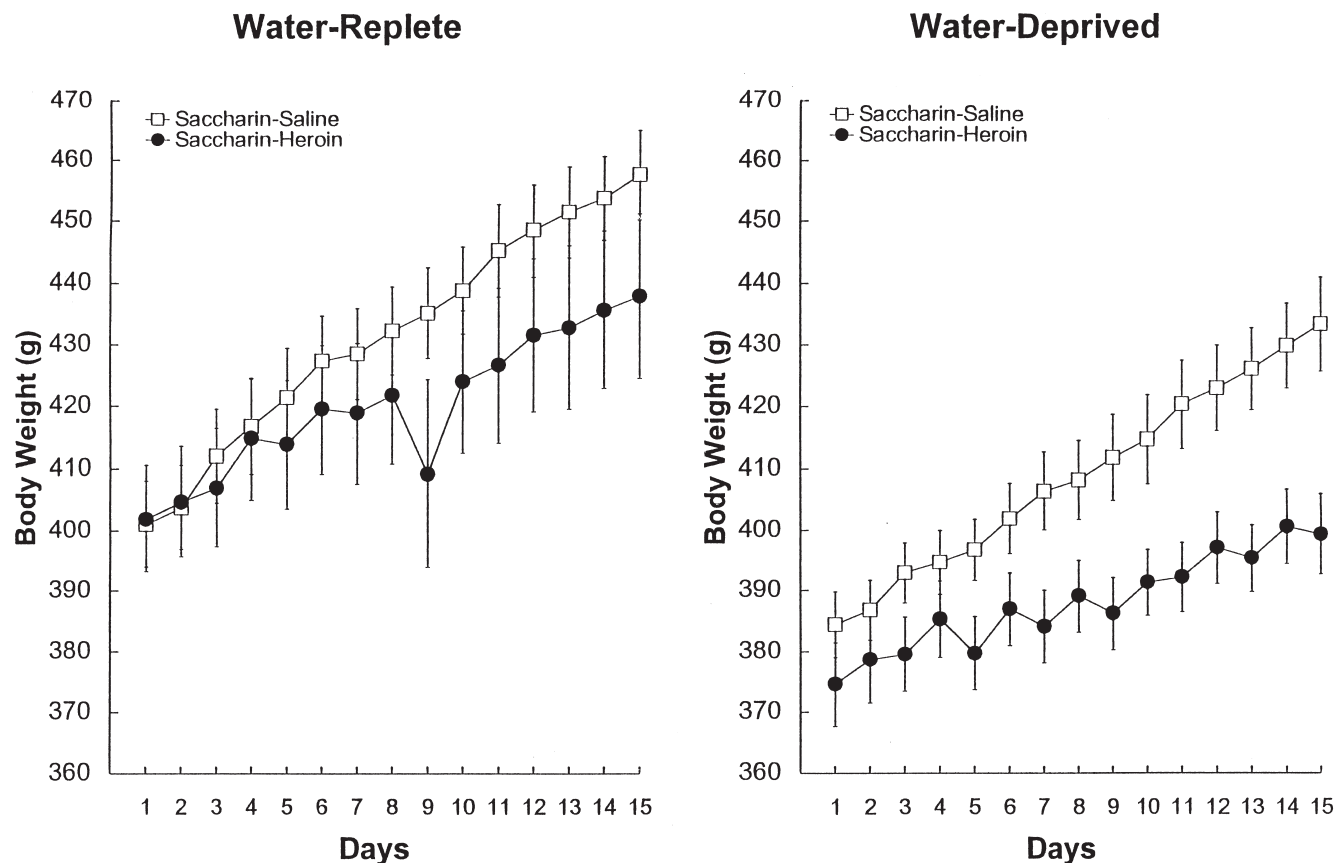 Water-Replete
Body Weight (g)
470
460
450
440
430
420
410
400
390
380
370
360
Saccharin-Saline
Saccharin-Heroin
1 2 3 4 5 6 7 8 9 10 11 12 13 14 15
Days
Water-Deprived
Body Weight (g)
470
460
450
440
430
420
410
400
390
380
370
360
Saccharin-Saline
Saccharin-Heroin
1 2 3 4 5 6 7 8 9 10 11 12 13 14 15
Days